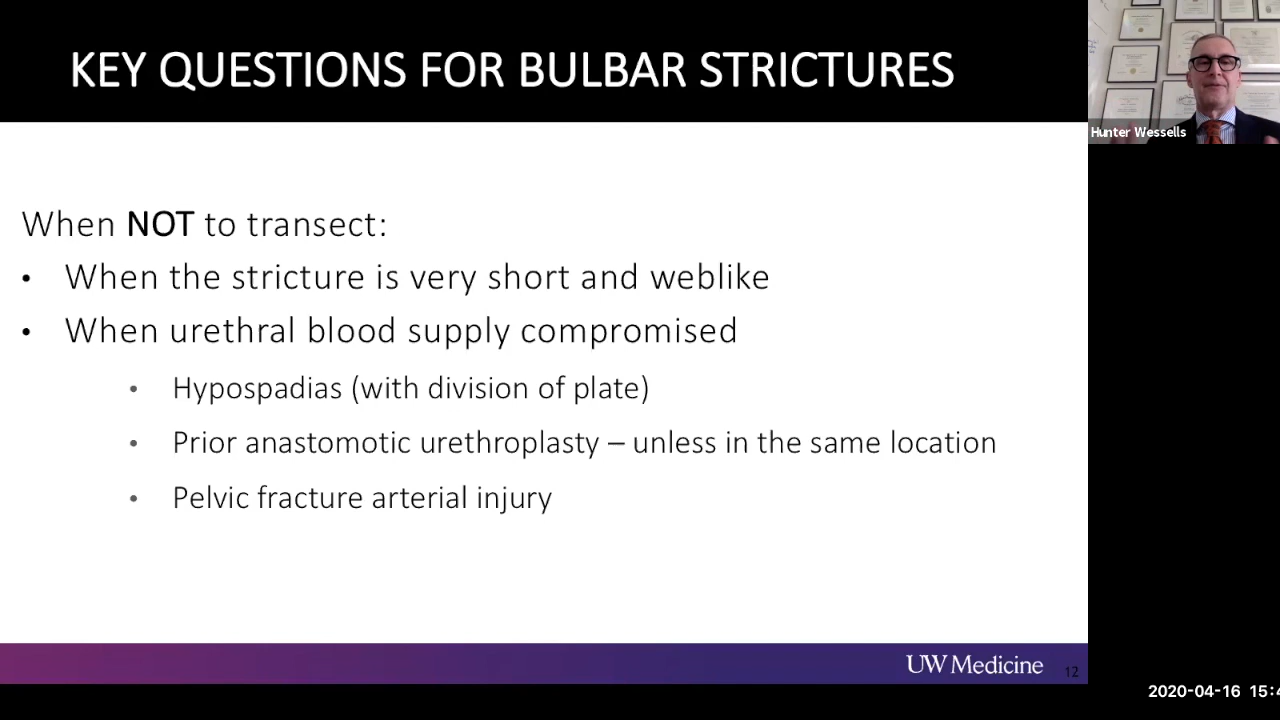 KEY QUESTIONS FOR BULBAR STRICTURES
Hunter Wessells
When NOT to transect:
• When the stricture is very short and weblike
• When urethral blood supply compromised
• Hypospadias (with division of plate)
• Prior anastomotic urethroplasty – unless in the same location
• Pelvic fracture arterial injury
UW Medicine
12
2020-04-16 15:4